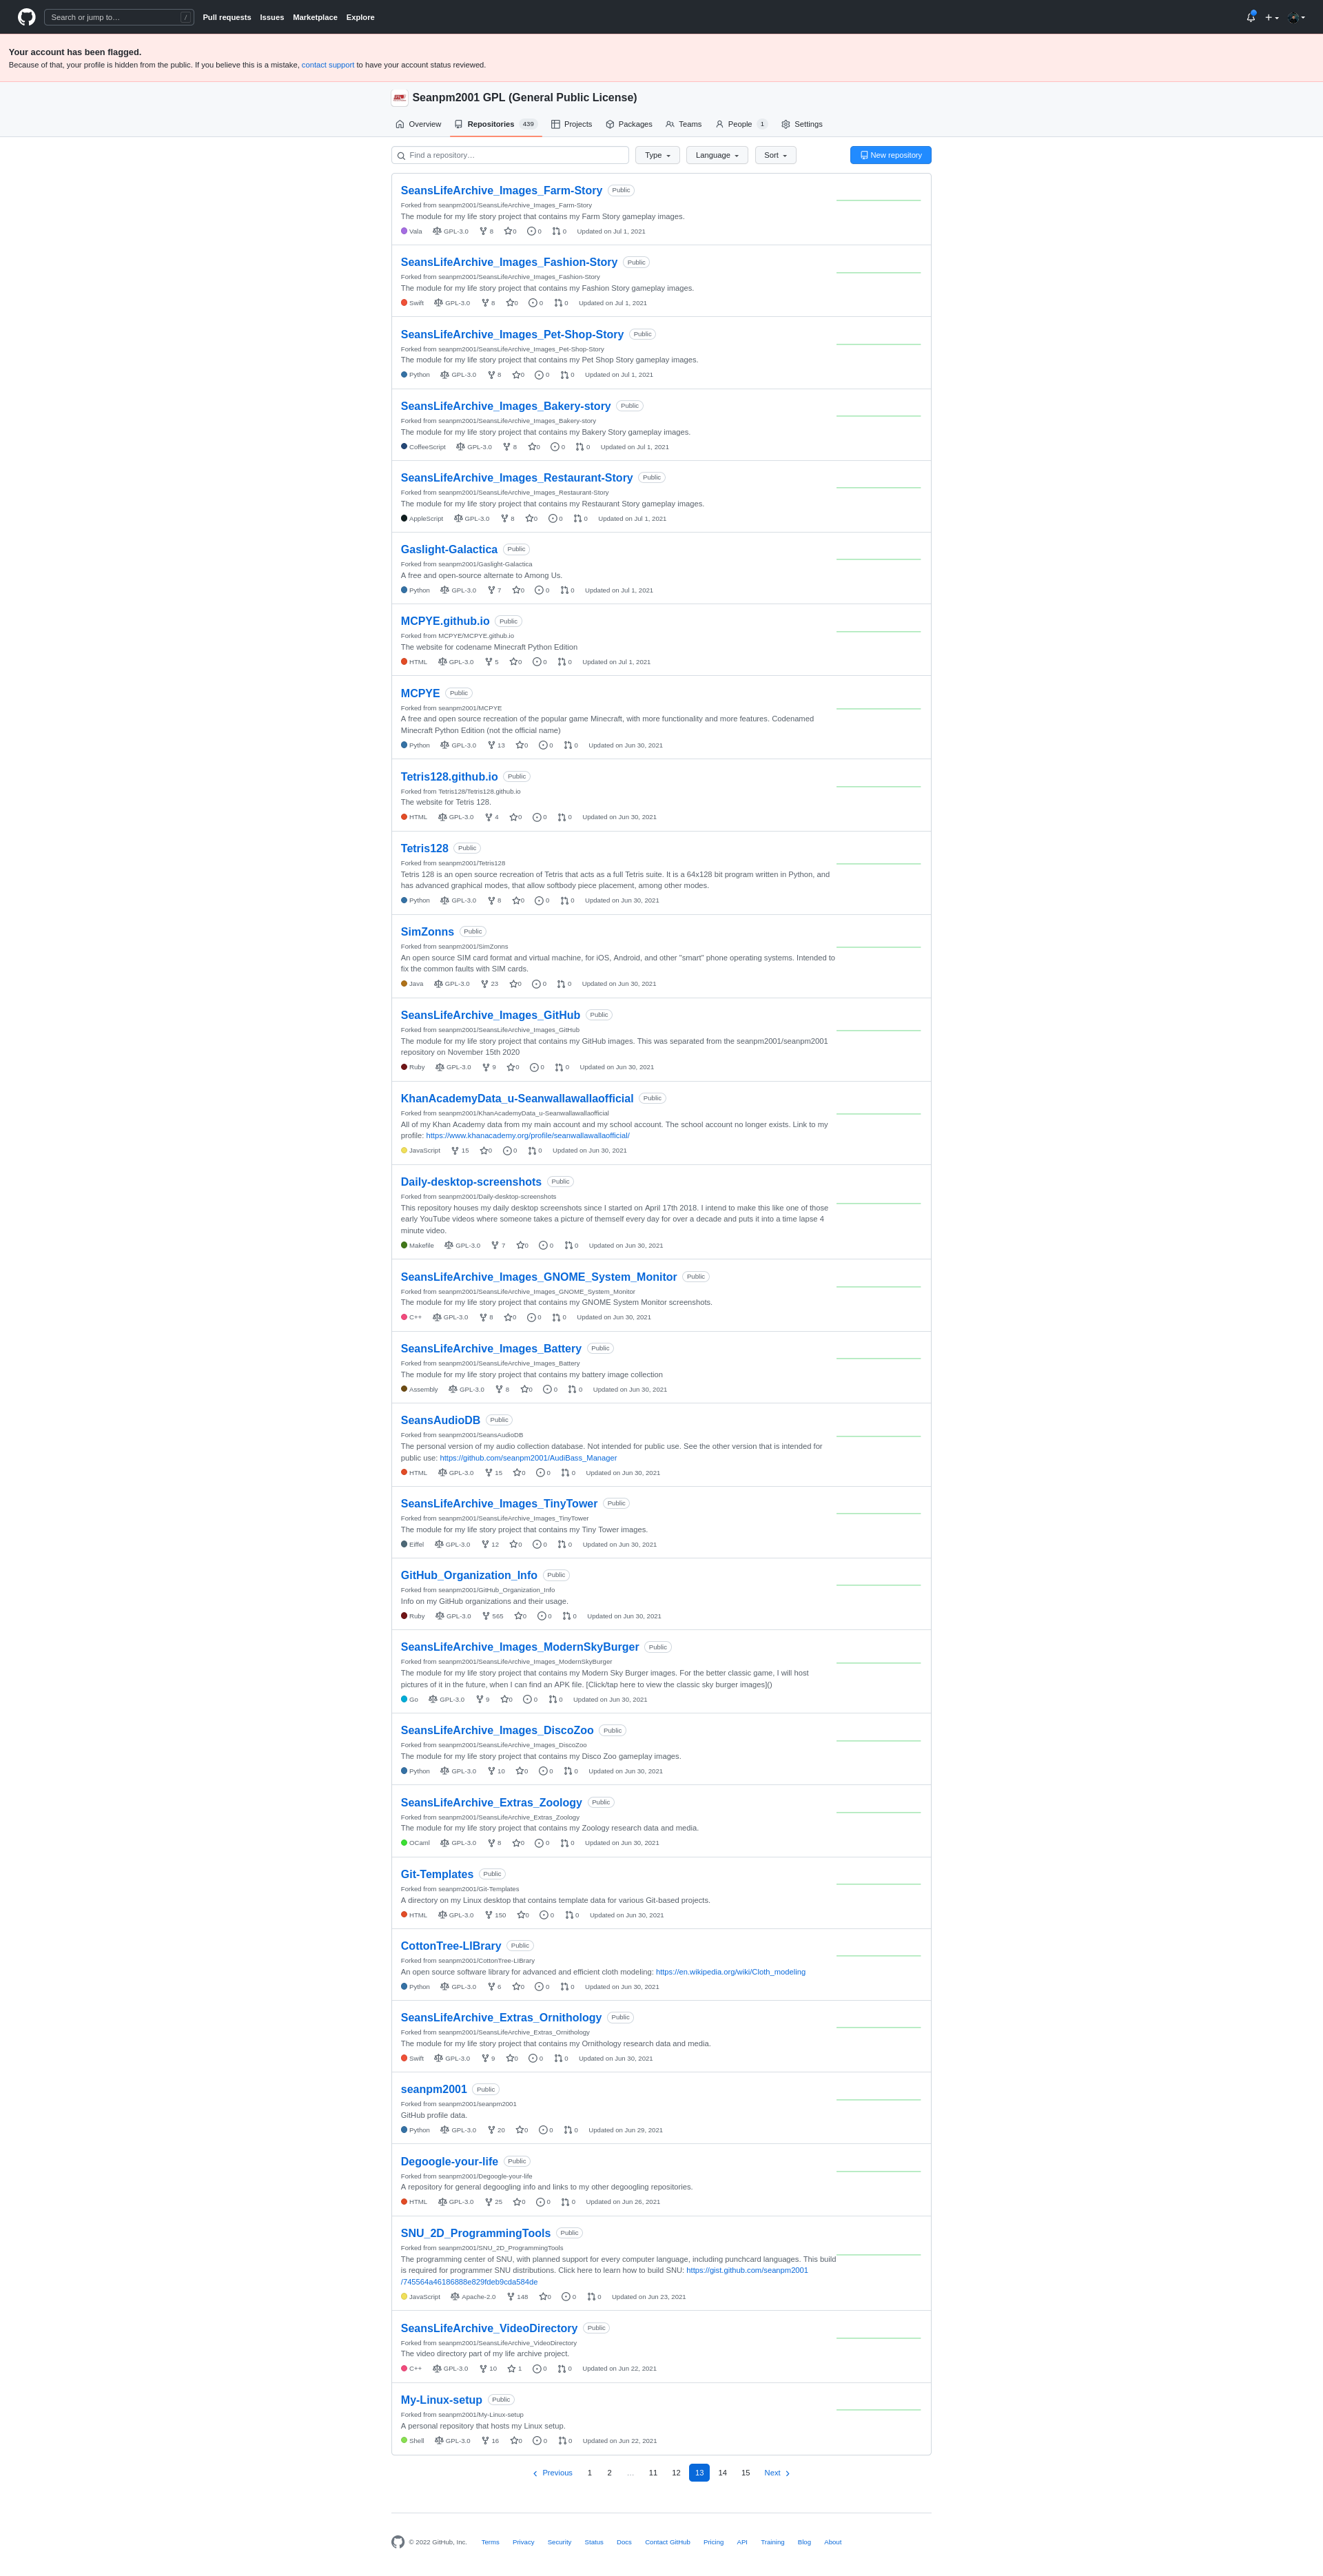 Search or jump to… /
Pull requests Issues Marketplace Explore
Your account has been flagged.
Because of that, your profile is hidden from the public. If you believe this is a mistake, contact support to have your account status reviewed.
Seanpm2001 GPL (General Public License)
Overview Repositories 439 Projects Packages Teams People 1 Settings
Find a repository… Type Language Sort New repository
SeansLifeArchive_Images_Farm-Story Public
Forked from seanpm2001/SeansLifeArchive_Images_Farm-Story
The module for my life story project that contains my Farm Story gameplay images.
Vala GPL-3.0 8 0 0 0 Updated on Jul 1, 2021
SeansLifeArchive_Images_Fashion-Story Public
Forked from seanpm2001/SeansLifeArchive_Images_Fashion-Story
The module for my life story project that contains my Fashion Story gameplay images.
Swift GPL-3.0 8 0 0 0 Updated on Jul 1, 2021
SeansLifeArchive_Images_Pet-Shop-Story Public
Forked from seanpm2001/SeansLifeArchive_Images_Pet-Shop-Story
The module for my life story project that contains my Pet Shop Story gameplay images.
Python GPL-3.0 8 0 0 0 Updated on Jul 1, 2021
SeansLifeArchive_Images_Bakery-story Public
Forked from seanpm2001/SeansLifeArchive_Images_Bakery-story
The module for my life story project that contains my Bakery Story gameplay images.
CoffeeScript GPL-3.0 8 0 0 0 Updated on Jul 1, 2021
SeansLifeArchive_Images_Restaurant-Story Public
Forked from seanpm2001/SeansLifeArchive_Images_Restaurant-Story
The module for my life story project that contains my Restaurant Story gameplay images.
AppleScript GPL-3.0 8 0 0 0 Updated on Jul 1, 2021
Gaslight-Galactica Public
Forked from seanpm2001/Gaslight-Galactica
A free and open-source alternate to Among Us.
Python GPL-3.0 7 0 0 0 Updated on Jul 1, 2021
MCPYE.github.io Public
Forked from MCPYE/MCPYE.github.io
The website for codename Minecraft Python Edition
HTML GPL-3.0 5 0 0 0 Updated on Jul 1, 2021
MCPYE Public
Forked from seanpm2001/MCPYE
A free and open source recreation of the popular game Minecraft, with more functionality and more features. Codenamed
Minecraft Python Edition (not the official name)
Python GPL-3.0 13 0 0 0 Updated on Jun 30, 2021
Tetris128.github.io Public
Forked from Tetris128/Tetris128.github.io
The website for Tetris 128.
HTML GPL-3.0 4 0 0 0 Updated on Jun 30, 2021
Tetris128 Public
Forked from seanpm2001/Tetris128
Tetris 128 is an open source recreation of Tetris that acts as a full Tetris suite. It is a 64x128 bit program written in Python, and
has advanced graphical modes, that allow softbody piece placement, among other modes.
Python GPL-3.0 8 0 0 0 Updated on Jun 30, 2021
SimZonns Public
Forked from seanpm2001/SimZonns
An open source SIM card format and virtual machine, for iOS, Android, and other "smart" phone operating systems. Intended to
fix the common faults with SIM cards.
Java GPL-3.0 23 0 0 0 Updated on Jun 30, 2021
SeansLifeArchive_Images_GitHub Public
Forked from seanpm2001/SeansLifeArchive_Images_GitHub
The module for my life story project that contains my GitHub images. This was separated from the seanpm2001/seanpm2001
repository on November 15th 2020
Ruby GPL-3.0 9 0 0 0 Updated on Jun 30, 2021
KhanAcademyData_u-Seanwallawallaofficial Public
Forked from seanpm2001/KhanAcademyData_u-Seanwallawallaofficial
All of my Khan Academy data from my main account and my school account. The school account no longer exists. Link to my
profile: https://www.khanacademy.org/profile/seanwallawallaofficial/
JavaScript 15 0 0 0 Updated on Jun 30, 2021
Daily-desktop-screenshots Public
Forked from seanpm2001/Daily-desktop-screenshots
This repository houses my daily desktop screenshots since I started on April 17th 2018. I intend to make this like one of those
early YouTube videos where someone takes a picture of themself every day for over a decade and puts it into a time lapse 4
minute video.
Makefile GPL-3.0 7 0 0 0 Updated on Jun 30, 2021
SeansLifeArchive_Images_GNOME_System_Monitor Public
Forked from seanpm2001/SeansLifeArchive_Images_GNOME_System_Monitor
The module for my life story project that contains my GNOME System Monitor screenshots.
C++ GPL-3.0 8 0 0 0 Updated on Jun 30, 2021
SeansLifeArchive_Images_Battery Public
Forked from seanpm2001/SeansLifeArchive_Images_Battery
The module for my life story project that contains my battery image collection
Assembly GPL-3.0 8 0 0 0 Updated on Jun 30, 2021
SeansAudioDB Public
Forked from seanpm2001/SeansAudioDB
The personal version of my audio collection database. Not intended for public use. See the other version that is intended for
public use: https://github.com/seanpm2001/AudiBass_Manager
HTML GPL-3.0 15 0 0 0 Updated on Jun 30, 2021
SeansLifeArchive_Images_TinyTower Public
Forked from seanpm2001/SeansLifeArchive_Images_TinyTower
The module for my life story project that contains my Tiny Tower images.
Eiffel GPL-3.0 12 0 0 0 Updated on Jun 30, 2021
GitHub_Organization_Info Public
Forked from seanpm2001/GitHub_Organization_Info
Info on my GitHub organizations and their usage.
Ruby GPL-3.0 565 0 0 0 Updated on Jun 30, 2021
SeansLifeArchive_Images_ModernSkyBurger Public
Forked from seanpm2001/SeansLifeArchive_Images_ModernSkyBurger
The module for my life story project that contains my Modern Sky Burger images. For the better classic game, I will host
pictures of it in the future, when I can find an APK file. [Click/tap here to view the classic sky burger images]()
Go GPL-3.0 9 0 0 0 Updated on Jun 30, 2021
SeansLifeArchive_Images_DiscoZoo Public
Forked from seanpm2001/SeansLifeArchive_Images_DiscoZoo
The module for my life story project that contains my Disco Zoo gameplay images.
Python GPL-3.0 10 0 0 0 Updated on Jun 30, 2021
SeansLifeArchive_Extras_Zoology Public
Forked from seanpm2001/SeansLifeArchive_Extras_Zoology
The module for my life story project that contains my Zoology research data and media.
OCaml GPL-3.0 8 0 0 0 Updated on Jun 30, 2021
Git-Templates Public
Forked from seanpm2001/Git-Templates
A directory on my Linux desktop that contains template data for various Git-based projects.
HTML GPL-3.0 150 0 0 0 Updated on Jun 30, 2021
CottonTree-LIBrary Public
Forked from seanpm2001/CottonTree-LIBrary
An open source software library for advanced and efficient cloth modeling: https://en.wikipedia.org/wiki/Cloth_modeling
Python GPL-3.0 6 0 0 0 Updated on Jun 30, 2021
SeansLifeArchive_Extras_Ornithology Public
Forked from seanpm2001/SeansLifeArchive_Extras_Ornithology
The module for my life story project that contains my Ornithology research data and media.
Swift GPL-3.0 9 0 0 0 Updated on Jun 30, 2021
seanpm2001 Public
Forked from seanpm2001/seanpm2001
GitHub profile data.
Python GPL-3.0 20 0 0 0 Updated on Jun 29, 2021
Degoogle-your-life Public
Forked from seanpm2001/Degoogle-your-life
A repository for general degoogling info and links to my other degoogling repositories.
HTML GPL-3.0 25 0 0 0 Updated on Jun 26, 2021
SNU_2D_ProgrammingTools Public
Forked from seanpm2001/SNU_2D_ProgrammingTools
The programming center of SNU, with planned support for every computer language, including punchcard languages. This build
is required for programmer SNU distributions. Click here to learn how to build SNU: https://gist.github.com/seanpm2001
/745564a46186888e829fdeb9cda584de
JavaScript Apache-2.0 148 0 0 0 Updated on Jun 23, 2021
SeansLifeArchive_VideoDirectory Public
Forked from seanpm2001/SeansLifeArchive_VideoDirectory
The video directory part of my life archive project.
C++ GPL-3.0 10 1 0 0 Updated on Jun 22, 2021
My-Linux-setup Public
Forked from seanpm2001/My-Linux-setup
A personal repository that hosts my Linux setup.
Shell GPL-3.0 16 0 0 0 Updated on Jun 22, 2021
Previous 1 2 … 11 12 13 14 15 Next
© 2022 GitHub, Inc. Terms Privacy Security Status Docs Contact GitHub Pricing API Training Blog About